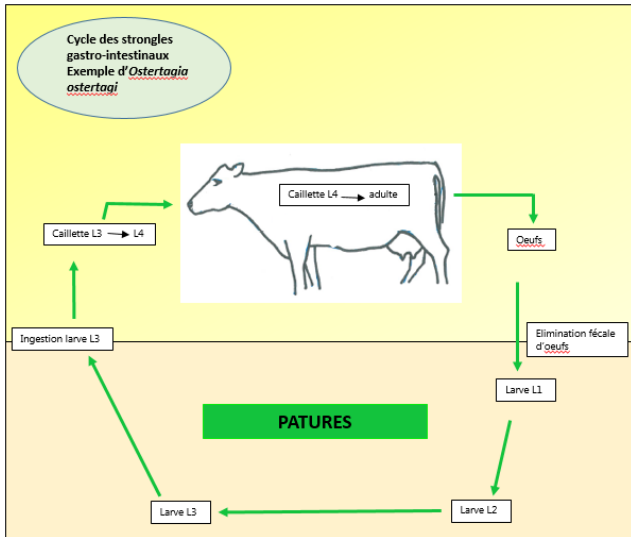 Cycle des strongles
gastro-intestinaux
Exemple d'Ostertagia
ostertagi
Caillette L4 → adulte
Caillette L3 → L4
Oeufs
Ingestion larve L3
Elimination fécale
d'oeufs
Larve L1
PATURES
Larve L3
Larve L2